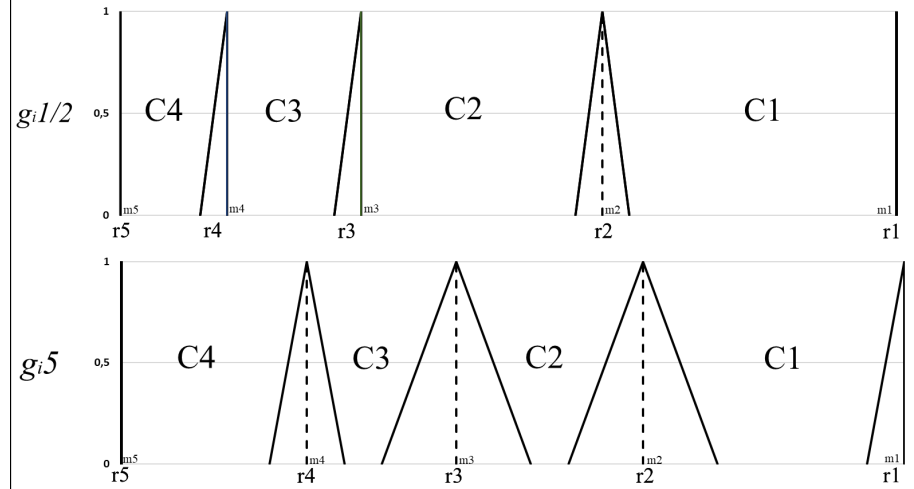 1
g_i1/2 0,5 C4 C3 C2 C1
0 m5 m4 m3 m2 m1
r5 r4 r3 r2 r1
1
g_i5 0,5 C4 C3 C2 C1
0 m5 m4 m3 m2 m1
r5 r4 r3 r2 r1